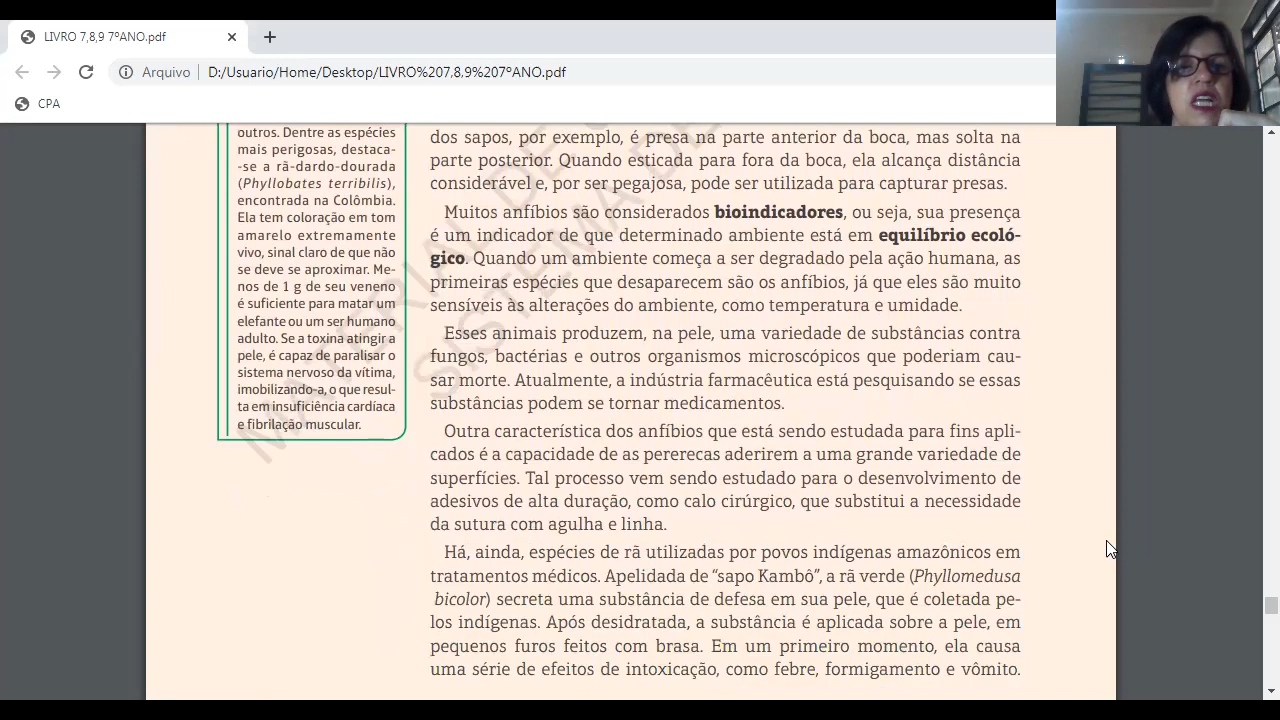 LIVRO 7,8,9 7ºANO.pdf
Arquivo
D:/Usuario/Home/Desktop/LIVRO%207,8,9%207ºANO.pdf
CPA
outros. Dentre as espécies
mais perigosas, destaca-
-se a rã-dardo-dourada
(Phyllobates terribilis),
encontrada na Colômbia.
Ela tem coloração em tom
amarelo extremamente
vivo, sinal claro de que não
se deve se aproximar. Me-
nos de 1 g de seu veneno
é suficiente para matar um
elefante ou um ser humano
adulto. Se a toxina atingir a
pele, é capaz de paralisar o
sistema nervoso da vítima,
imobilizando-a, o que resul-
ta em insuficiência cardíaca
e fibrilação muscular.
dos sapos, por exemplo, é presa na parte anterior da boca, mas solta na
parte posterior. Quando esticada para fora da boca, ela alcança distância
considerável e, por ser pegajosa, pode ser utilizada para capturar presas.
Muitos anfíbios são considerados bioindicadores, ou seja, sua presença
é um indicador de que determinado ambiente está em equilíbrio ecoló-
gico. Quando um ambiente começa a ser degradado pela ação humana, as
primeiras espécies que desaparecem são os anfíbios, já que eles são muito
sensíveis às alterações do ambiente, como temperatura e umidade.
Esses animais produzem, na pele, uma variedade de substâncias contra
fungos, bactérias e outros organismos microscópicos que poderiam cau-
sar morte. Atualmente, a indústria farmacêutica está pesquisando se essas
substâncias podem se tornar medicamentos.
Outra característica dos anfíbios que está sendo estudada para fins apli-
cados é a capacidade de as pererecas aderirem a uma grande variedade de
superfícies. Tal processo vem sendo estudado para o desenvolvimento de
adesivos de alta duração, como calo cirúrgico, que substitui a necessidade
da sutura com agulha e linha.
Há, ainda, espécies de rã utilizadas por povos indígenas amazônicos em
tratamentos médicos. Apelidada de “sapo Kambô”, a rã verde (Phyllomedusa
bicolor) secreta uma substância de defesa em sua pele, que é coletada pe-
los indígenas. Após desidratada, a substância é aplicada sobre a pele, em
pequenos furos feitos com brasa. Em um primeiro momento, ela causa
uma série de efeitos de intoxicação, como febre, formigamento e vômito.
MATERIAL DE
SISTEMA DE